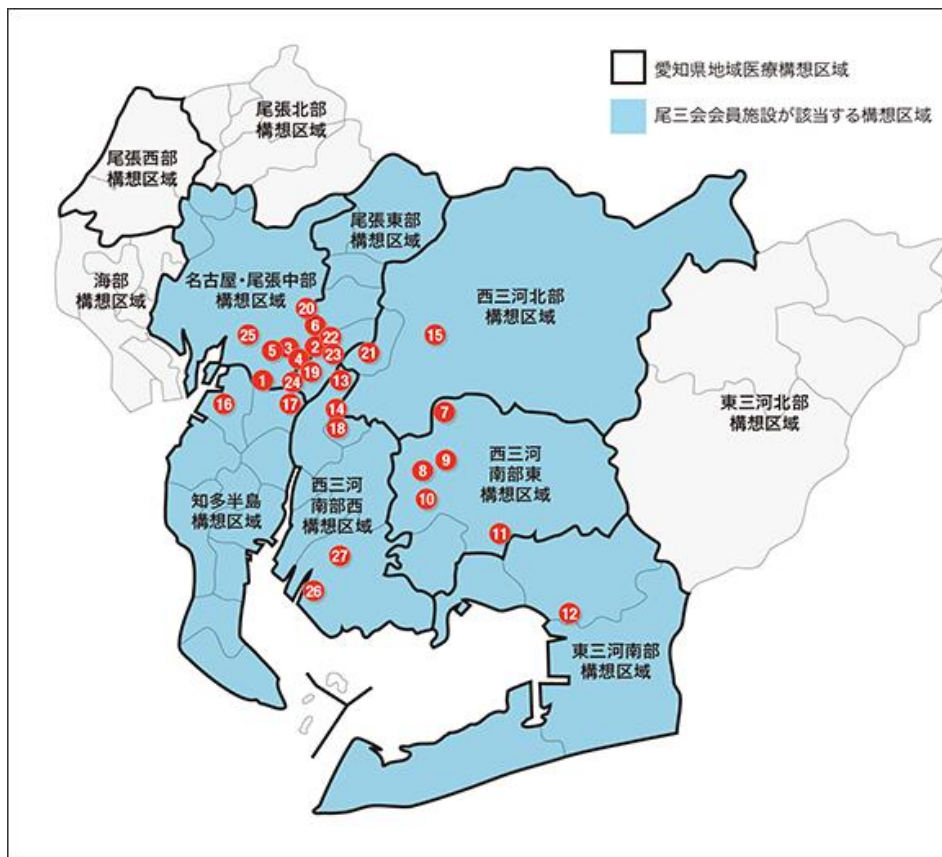 愛知県地域医療構想区域
尾三会会員施設が該当する構想区域
尾張北部
構想区域
尾張西部
構想区域
尾張東部
構想区域
海部
構想区域
名古屋・尾張中部
構想区域
西三河北部
構想区域
東三河北部
構想区域
20
6
25
22
15
5
3
2
4
23
21
19
1
24
13
16
17
14
7
18
西三河
南部東
構想区域
9
8
10
知多半島
構想区域
西三河
南部西
構想区域
11
27
26
12
東三河南部
構想区域